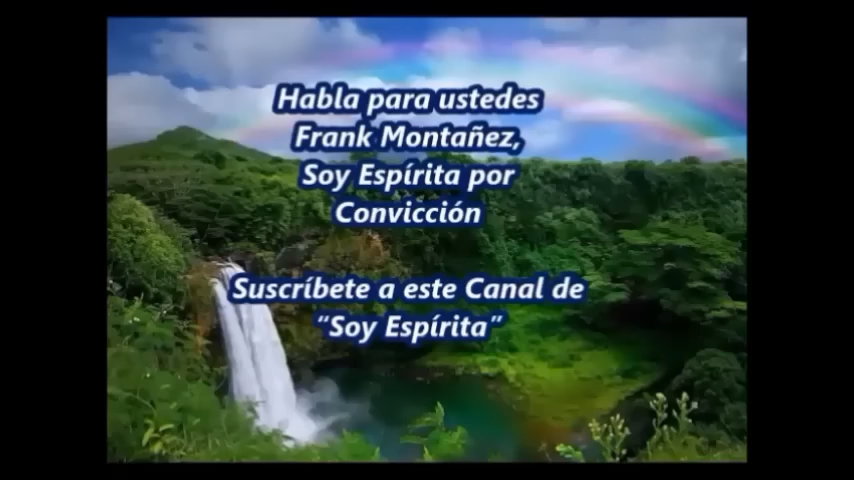 Habla para ustedes
Frank Montañez,
Soy Espírita por
Convicción
Suscríbete a este Canal de
“Soy Espírita”